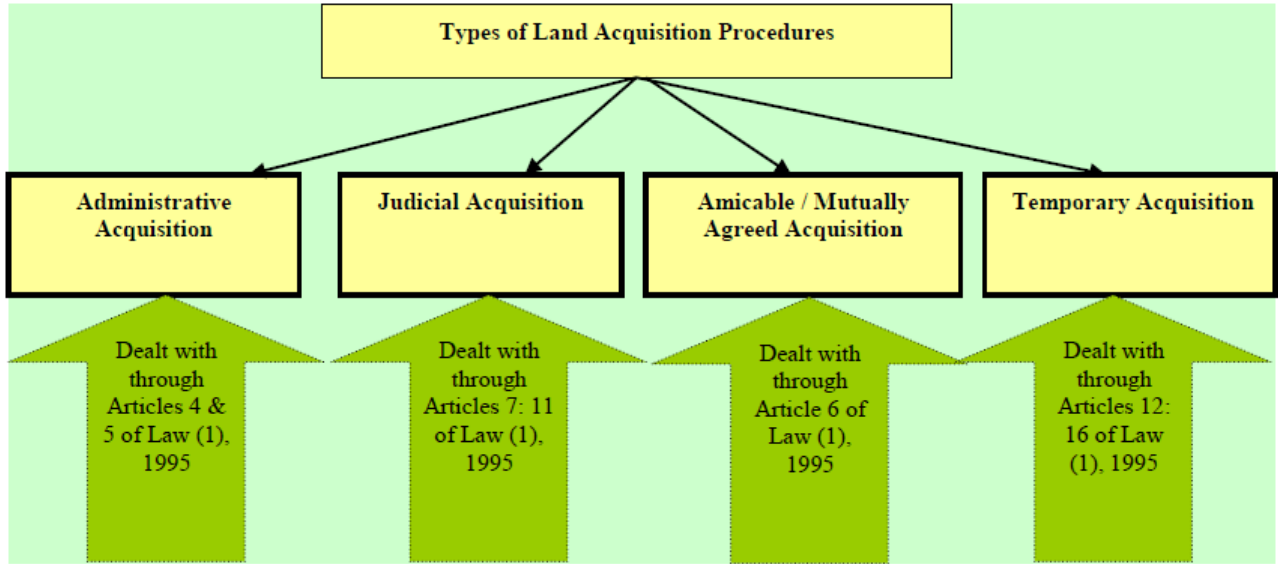 Types of Land Acquisition Procedures
Administrative
Acquisition
Judicial Acquisition
Amicable / Mutually
Agreed Acquisition
Temporary Acquisition
Dealt with
through
Articles 4 &
5 of Law (1),
1995
Dealt with
through
Articles 7: 11
of Law (1),
1995
Dealt with
through
Article 6 of
Law (1),
1995
Dealt with
through
Articles 12:
16 of Law
(1), 1995